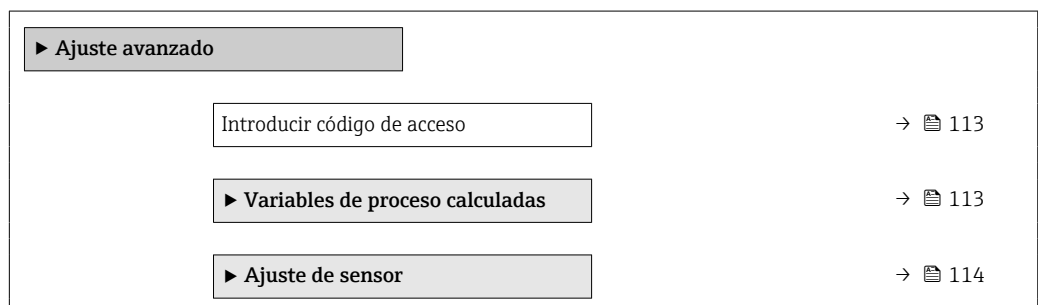 ▶ Ajuste avanzado
Introducir código de acceso → 113
▶ Variables de proceso calculadas → 113
▶ Ajuste de sensor → 114